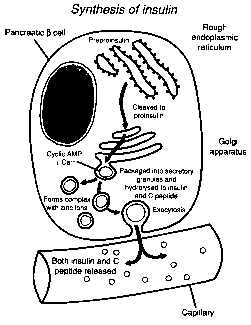 Synthesis of insulin
Pancreatic β cell
Rough
endoplasmic
reticulum
Preproinsulin
Cleaved to
proinsulin
Golgi
apparatus
Cyclic AMP
Packaged into secretory
granules and
hydrolysed to insulin
and C peptide
Forms complex
with zinc ions
Exocytosis
Both insulin and C
peptide released
Capillary